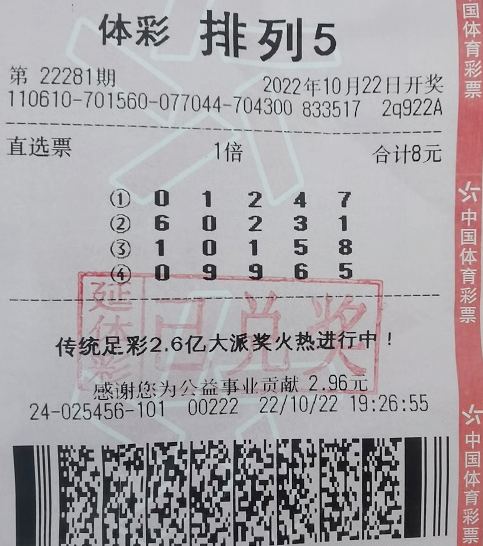 体彩 排列5
第 22281期 2022年10月22日开奖
110610-701560-077044-704300 833517 2q922A
直选票 1倍 合计8元
① 0 1 2 4 7
② 6 0 2 3 1
③ 1 0 1 5 8
④ 0 9 9 6 5
延体彩 已兑奖
传统足彩2.6亿大派奖火热进行中！
感谢您为公益事业贡献 2.96元
24-025456-101 00222 22/10/22 19:26:55
国体育彩票
中国体育彩票
中国体育彩票